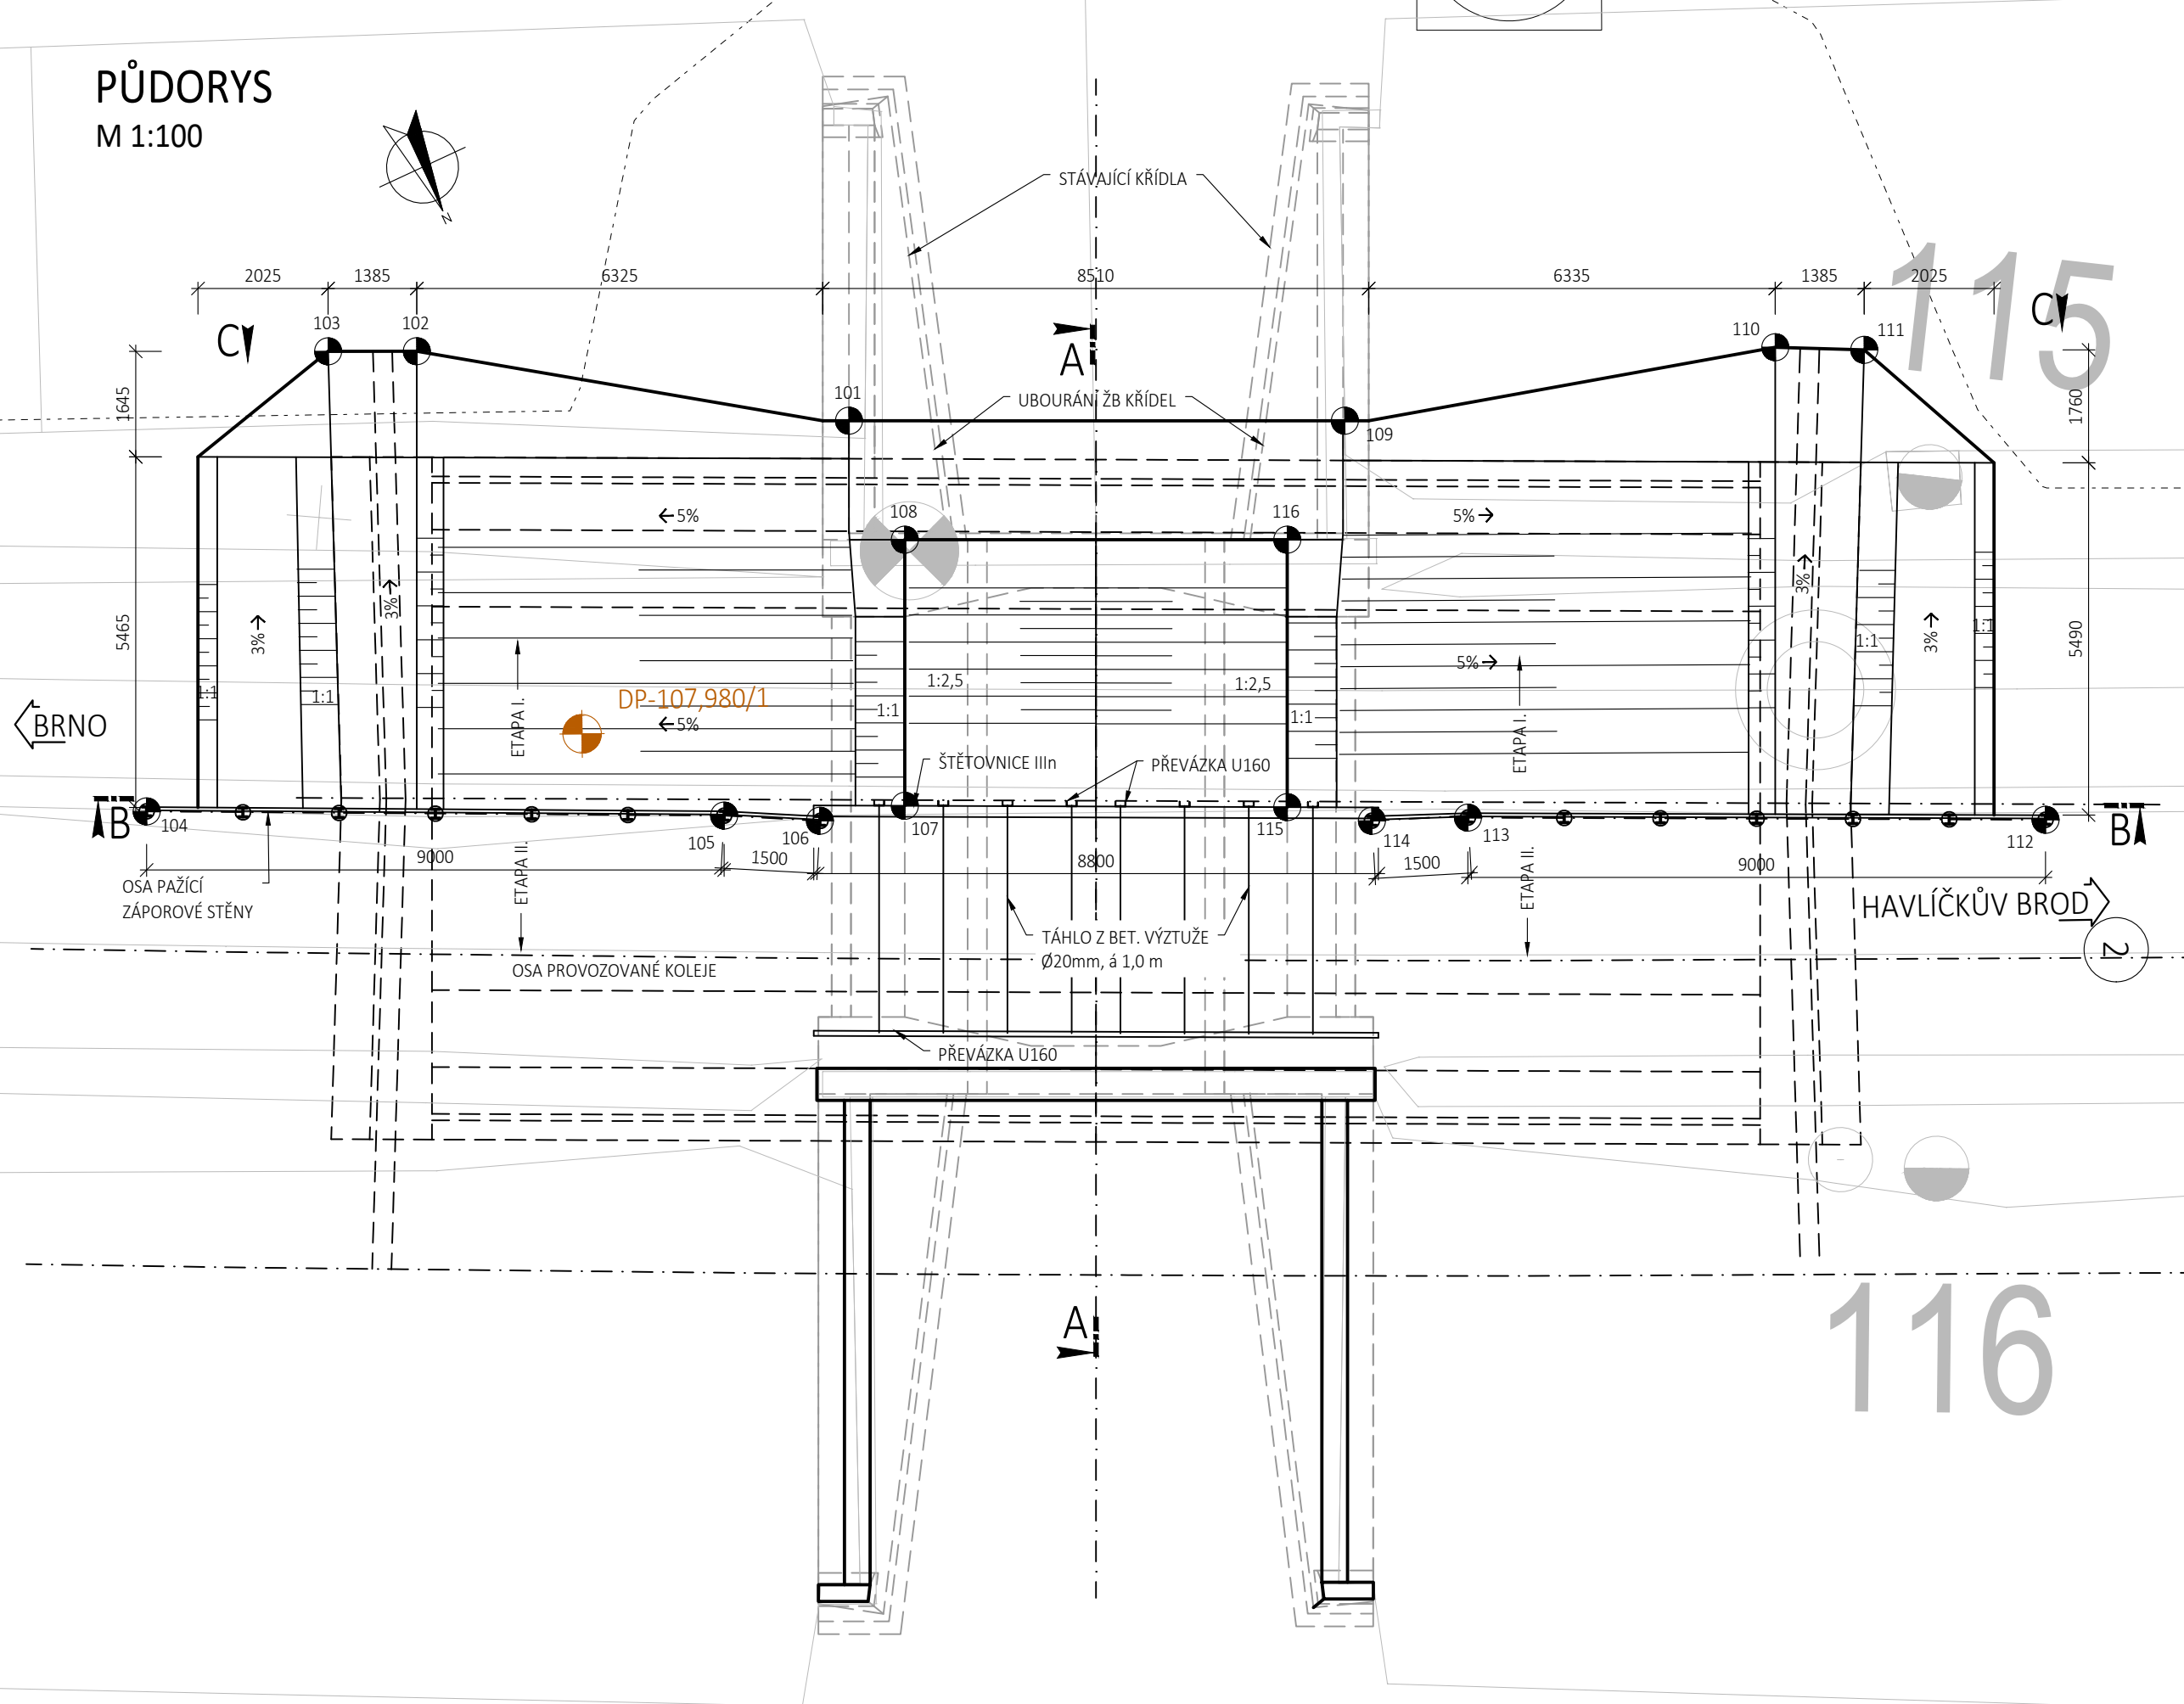 PŮDORYS
M 1:100
N
STÁVAJÍCÍ KŘÍDLA
115
2025
1385
6325
8510
6335
1385
2025
C
103
102
A
110
111
C
1645
101
UBOURÁNÍ ŽB KŘÍDEL
109
1760
5%
108
116
5%
3%
3%
5465
3%
1:1
3%
1:1
5490
5%
1:1
1:1
DP-107,980/1
1:2,5
1:2,5
1:1
1:1
5%
BRNO
ETAPA I.
ETAPA I.
ŠTĚTOVNICE IIIn
PŘEVÁZKA U160
B
104
105
106
107
115
114
113
112
B
9000
1500
8800
1500
9000
OSA PAŽÍCÍ
ZÁPOROVÉ STĚNY
ETAPA II.
ETAPA II.
HAVLÍČKŮV BROD
2
TÁHLO Z BET. VÝZTUŽE
Ø20mm, á 1,0 m
OSA PROVOZOVANÉ KOLEJE
PŘEVÁZKA U160
A
116